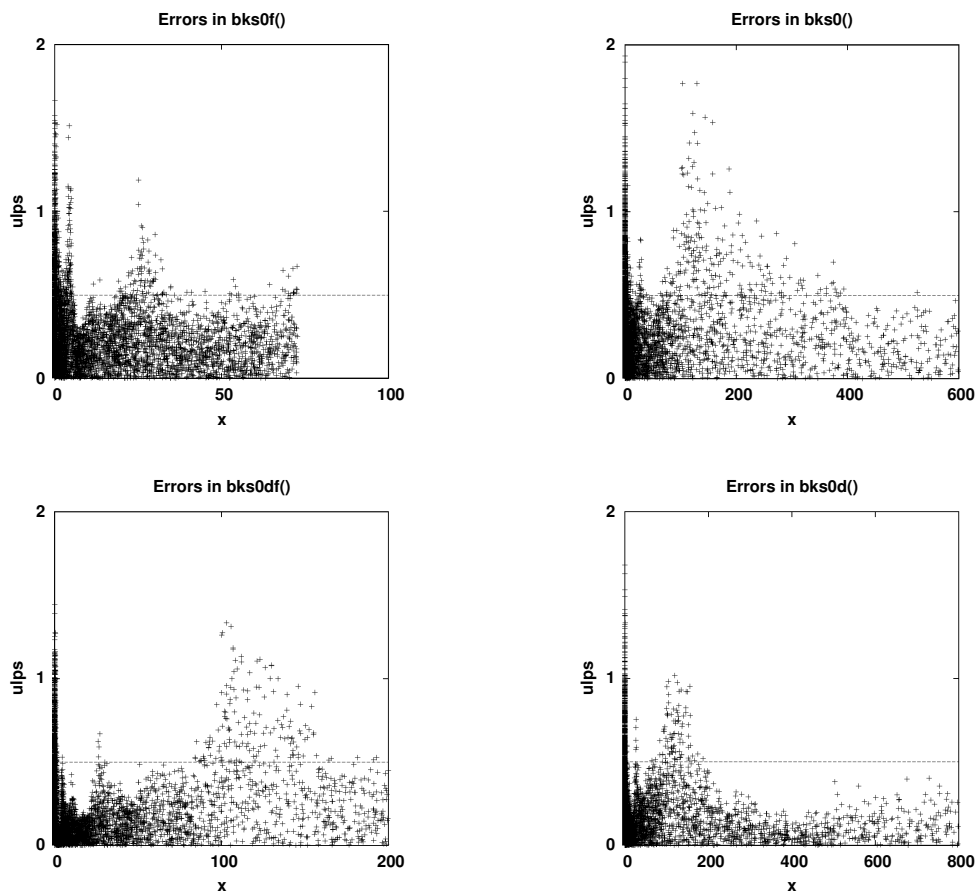 Errors in bks0f()
2
1
0
ulps
0 50 100
x
Errors in bks0()
2
1
0
ulps
0 200 400 600
x
Errors in bks0df()
2
1
0
ulps
0 100 200
x
Errors in bks0d()
2
1
0
ulps
0 200 400 600 800
x